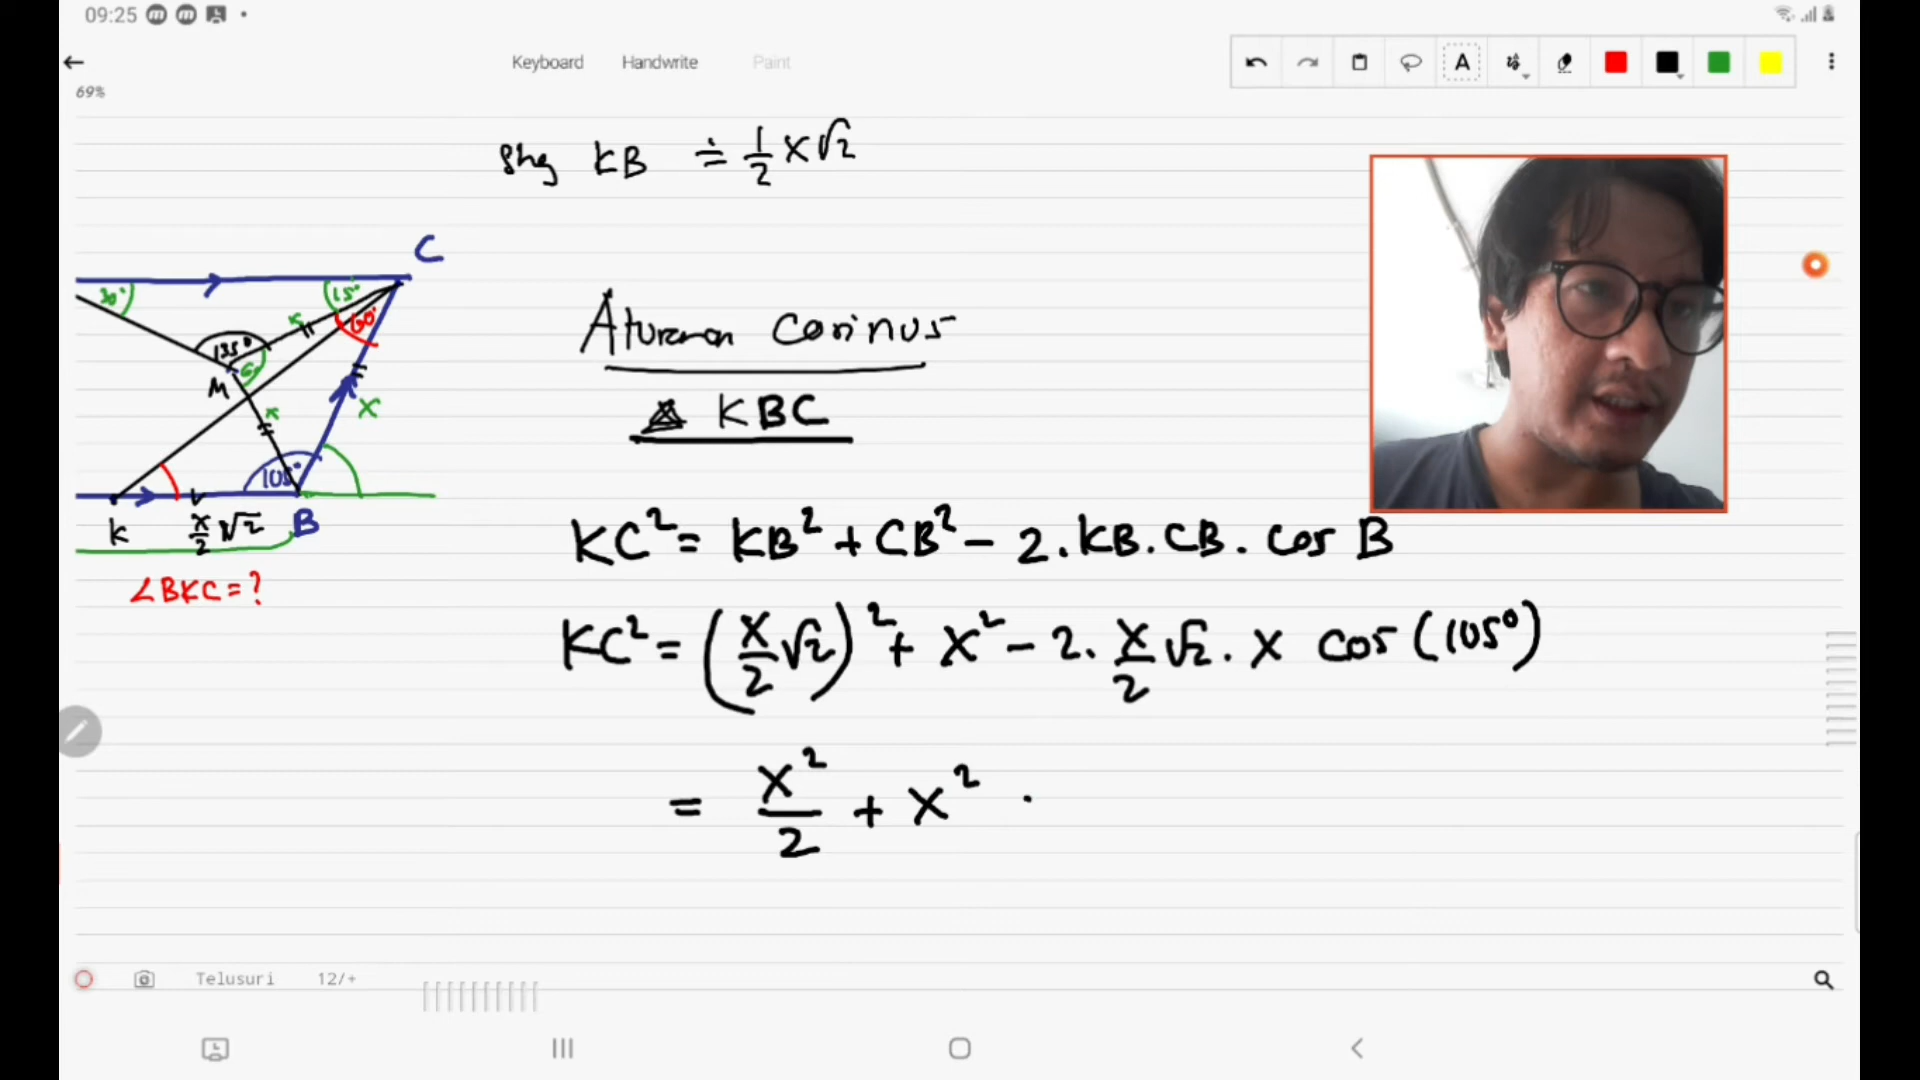 09:25
Keyboard Handwrite Paint
A
69%
shg KB = 1/2 x√2
C
30°
15°
60°
135°
M
60
x
x
x
105°
K
x/2 √2
B
∠BKC = ?
Aturan Cosinus
△ KBC
KC² = KB² + CB² - 2 . KB . CB . cos B
KC² = (x/2 √2)² + x² - 2 . x/2 √2 . x cos (105°)
= x²/2 + x²
Telusuri 12/+